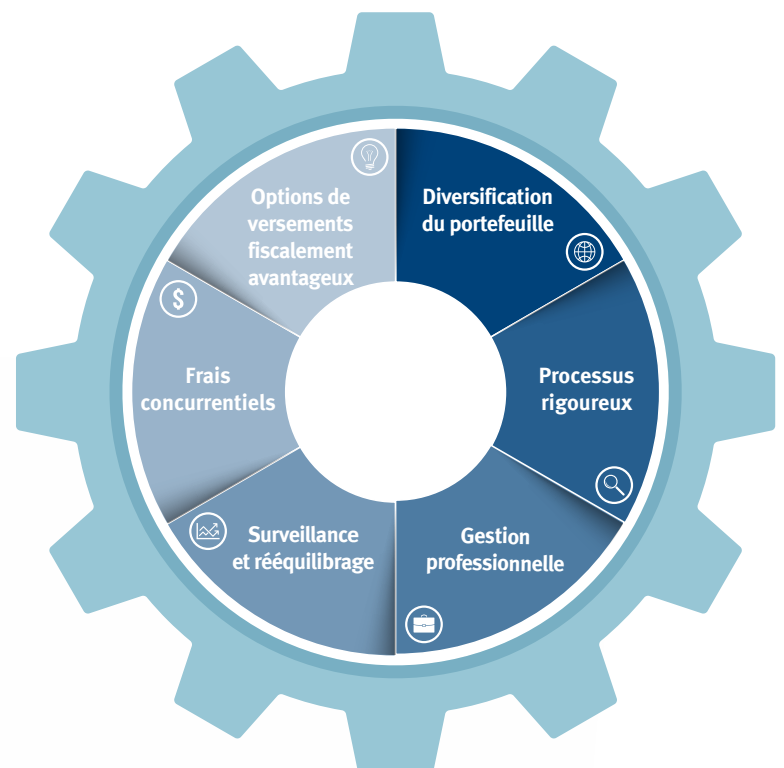 Diversification
du portefeuille
Processus
rigoureux
Gestion
professionnelle
Surveillance
et rééquilibrage
Frais
concurrentiels
$
Options de
versements
fiscalement
avantageux